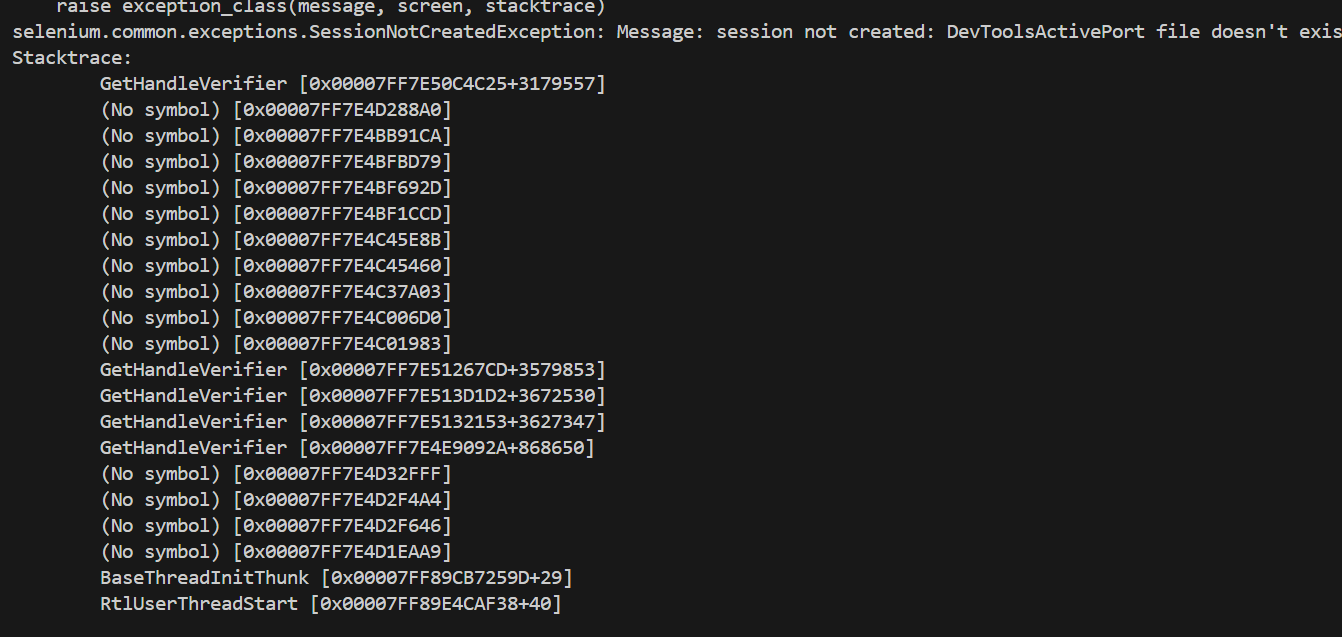 raise exception_class(message, screen, stacktrace)
selenium.common.exceptions.SessionNotCreatedException: Message: session not created: DevToolsActivePort file doesn't exis
Stacktrace:
GetHandleVerifier [0x00007FF7E50C4C25+3179557]
(No symbol) [0x00007FF7E4D288A0]
(No symbol) [0x00007FF7E4BB91CA]
(No symbol) [0x00007FF7E4BFBD79]
(No symbol) [0x00007FF7E4BF692D]
(No symbol) [0x00007FF7E4BF1CCD]
(No symbol) [0x00007FF7E4C45E8B]
(No symbol) [0x00007FF7E4C45460]
(No symbol) [0x00007FF7E4C37A03]
(No symbol) [0x00007FF7E4C006D0]
(No symbol) [0x00007FF7E4C01983]
GetHandleVerifier [0x00007FF7E51267CD+3579853]
GetHandleVerifier [0x00007FF7E513D1D2+3672530]
GetHandleVerifier [0x00007FF7E5132153+3627347]
GetHandleVerifier [0x00007FF7E4E9092A+868650]
(No symbol) [0x00007FF7E4D32FFF]
(No symbol) [0x00007FF7E4D2F4A4]
(No symbol) [0x00007FF7E4D2F646]
(No symbol) [0x00007FF7E4D1EAA9]
BaseThreadInitThunk [0x00007FF89CB7259D+29]
RtlUserThreadStart [0x00007FF89E4CAF38+40]